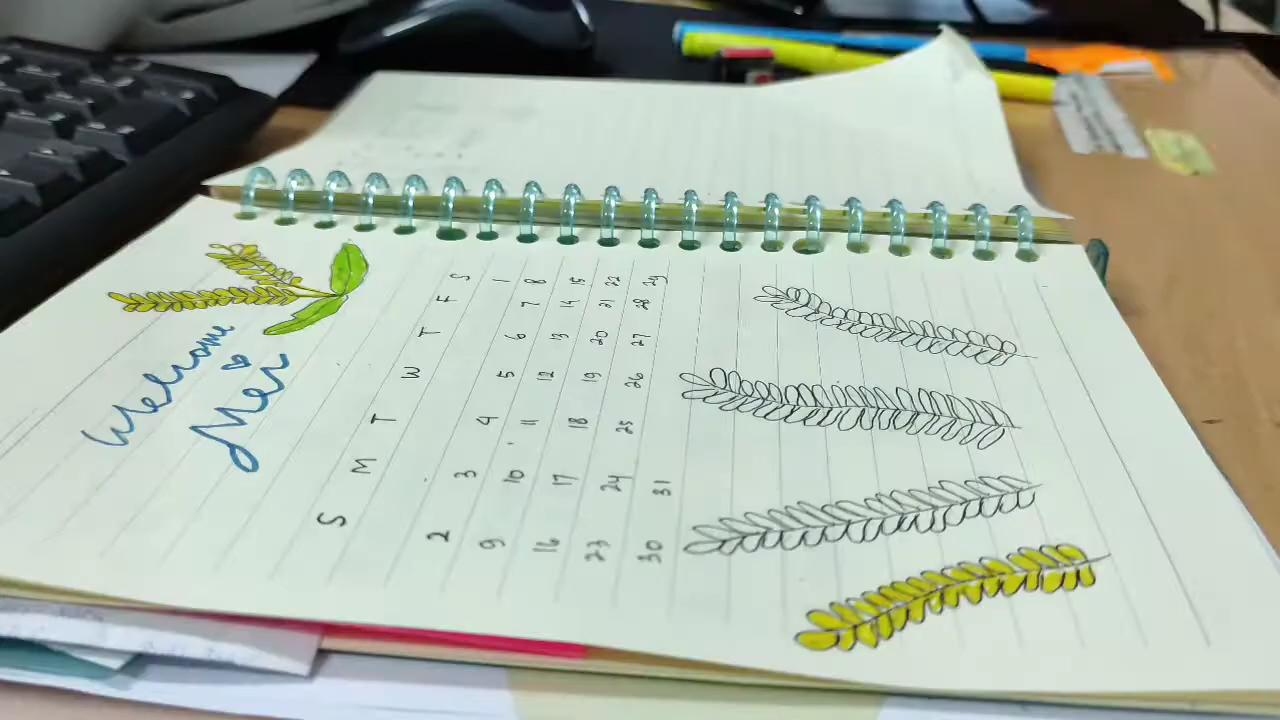 Welcome
Mei
S M T W T F S
1
2 3 4 5 6 7 8
9 10 11 12 13 14 15
16 17 18 19 20 21 22
23 24 25 26 27 28 29
30 31